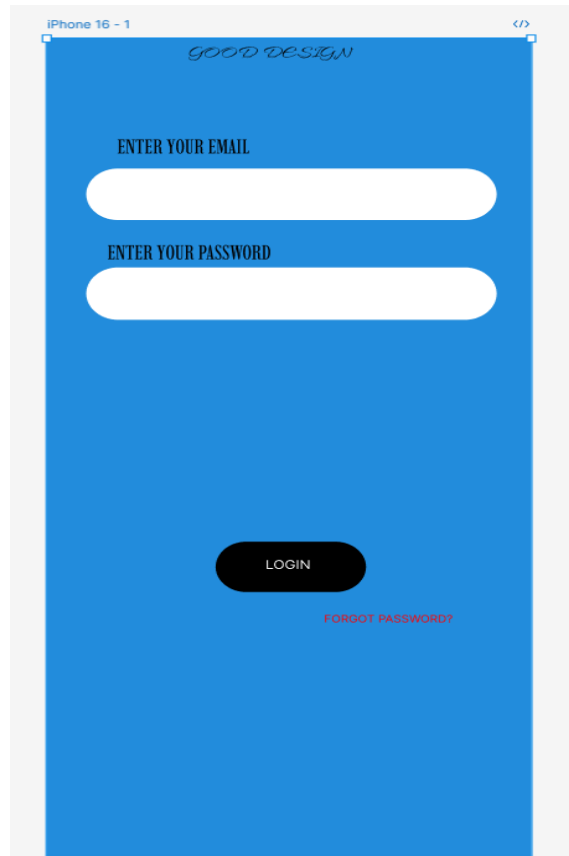 iPhone 16 - 1
</>
GOOD DESIGN
ENTER YOUR EMAIL
ENTER YOUR PASSWORD
LOGIN
FORGOT PASSWORD?